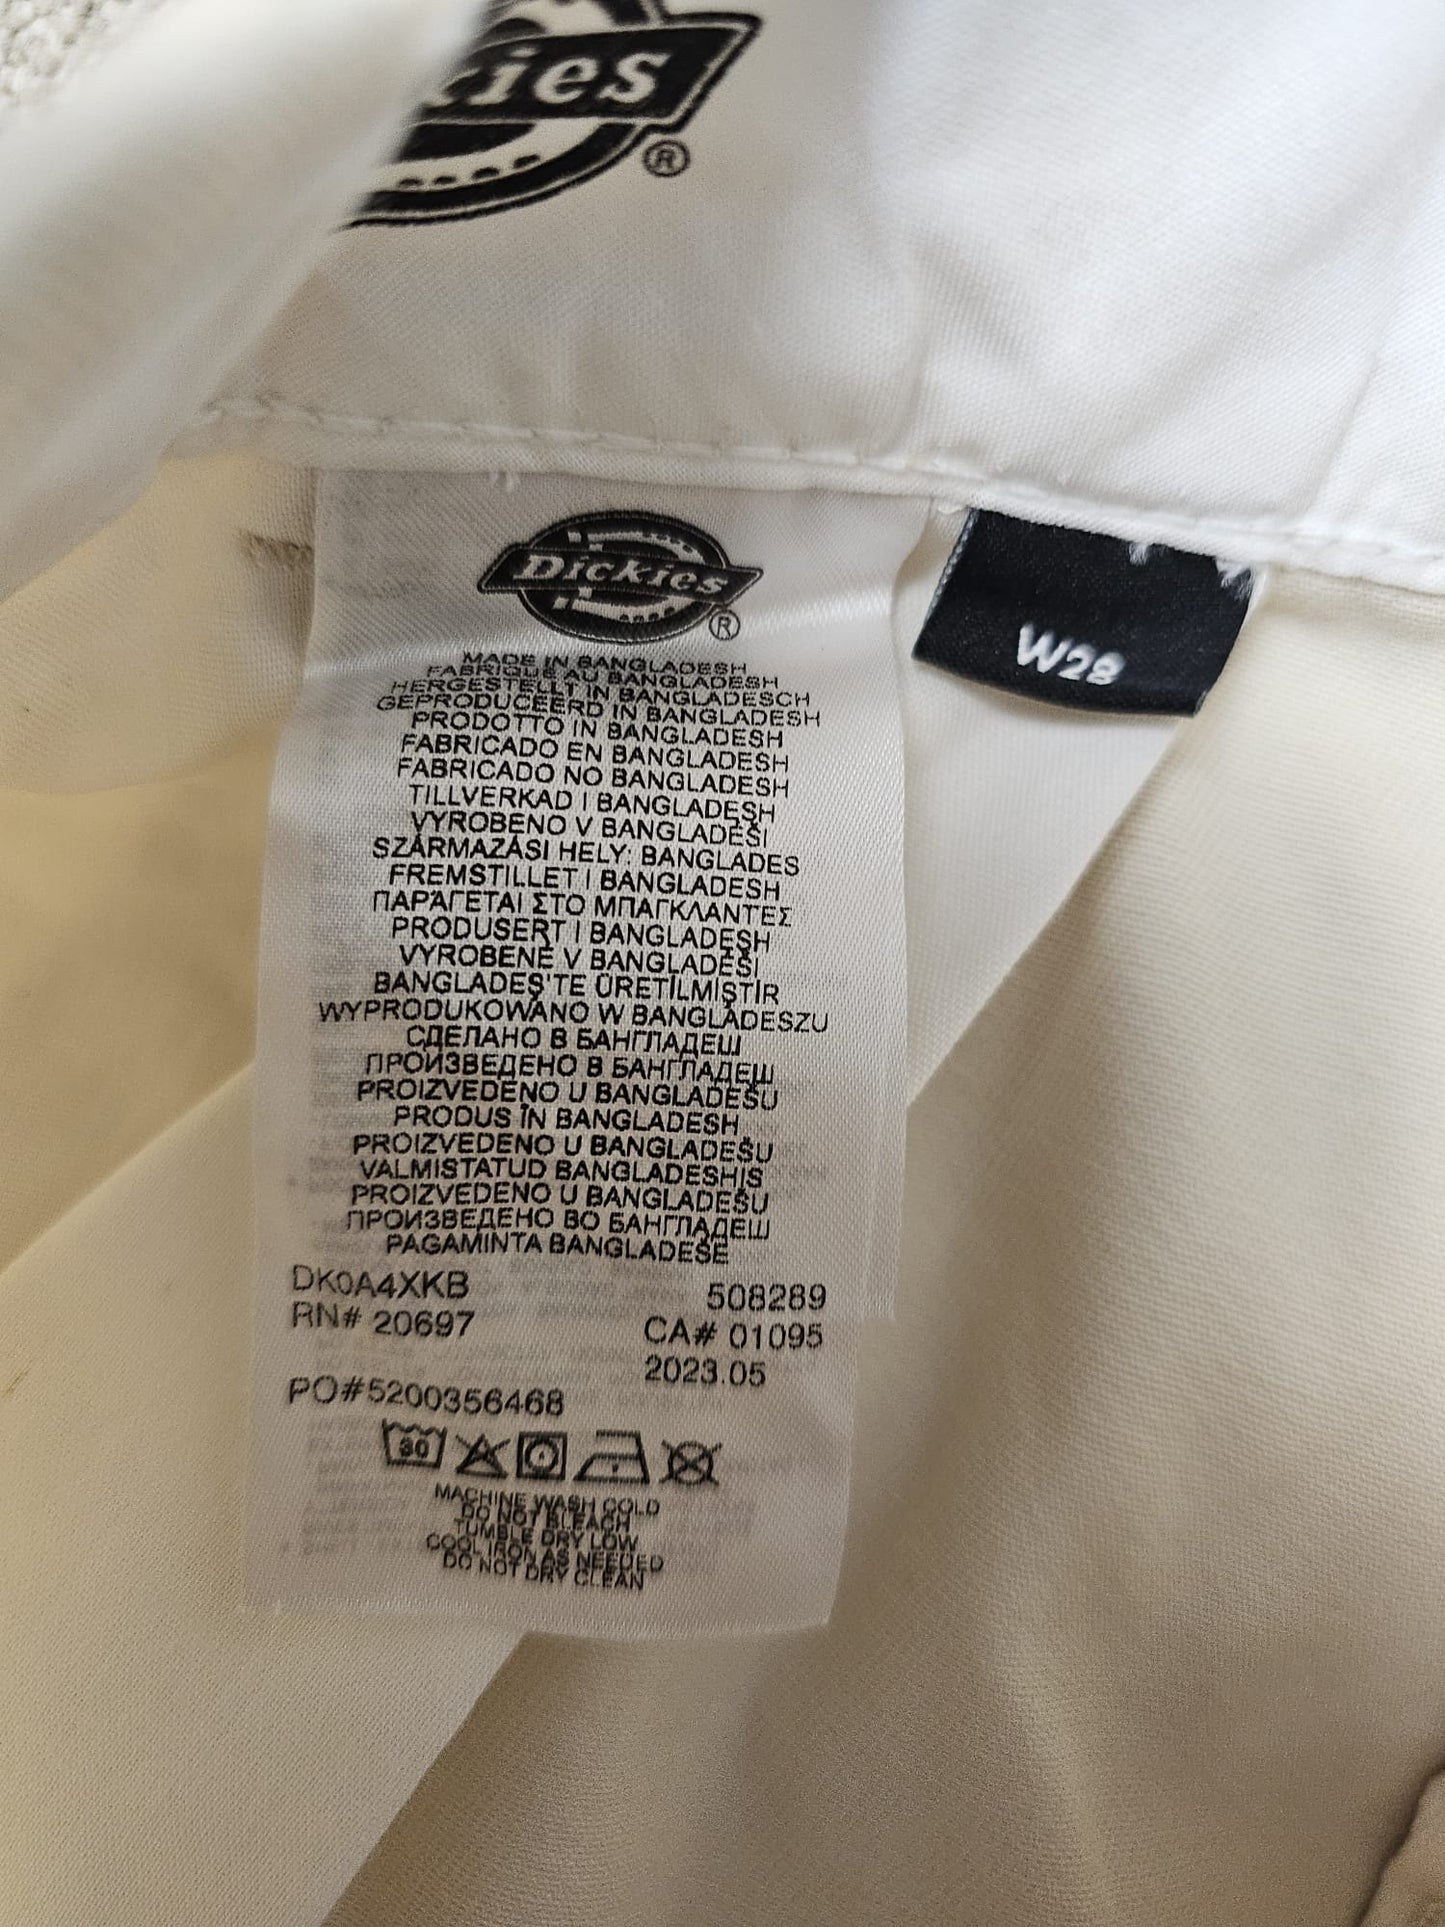 kies
®
Dickies
®
W28
MADE IN BANGLADESH
FABRIQUE AU BANGLADESH
HERGESTELLT IN BANGLADESCH
GEPRODUCEERD IN BANGLADESH
PRODOTTO IN BANGLADESH
FABRICADO EN BANGLADESH
FABRICADO NO BANGLADESH
TILLVERKAD I BANGLADESH
VYROBENO V BANGLADÉŠI
SZÁRMAZÁSI HELY: BANGLADES
FREMSTILLET I BANGLADESH
ΠΑΡΑΓΕΤΑΙ ΣΤΟ ΜΠΑΓΚΛΑΝΤΕΣ
PRODUSERT I BANGLADESH
VYROBENÉ V BANGLADÉŠI
BANGLADEŞ'TE ÜRETİLMİŞTİR
WYPRODUKOWANO W BANGLADESZU
СДЕЛАНО В БАНГЛАДЕШ
ПРОИЗВЕДЕНО В БАНГЛАДЕШ
PROIZVEDENO U BANGLADEŠU
PRODUS ÎN BANGLADESH
PROIZVEDENO U BANGLADEŠU
VALMISTATUD BANGLADESHIS
PROIZVEDENO U BANGLADEŠU
ПРОИЗВЕДЕНО ВО БАНГЛАДЕШ
PAGAMINTA BANGLADEŠE
DK0A4XKB 508289
RN# 20697 CA# 01095
2023.05
PO#5200356468
30
MACHINE WASH COLD
DO NOT BLEACH
TUMBLE DRY LOW
COOL IRON AS NEEDED
DO NOT DRY CLEAN